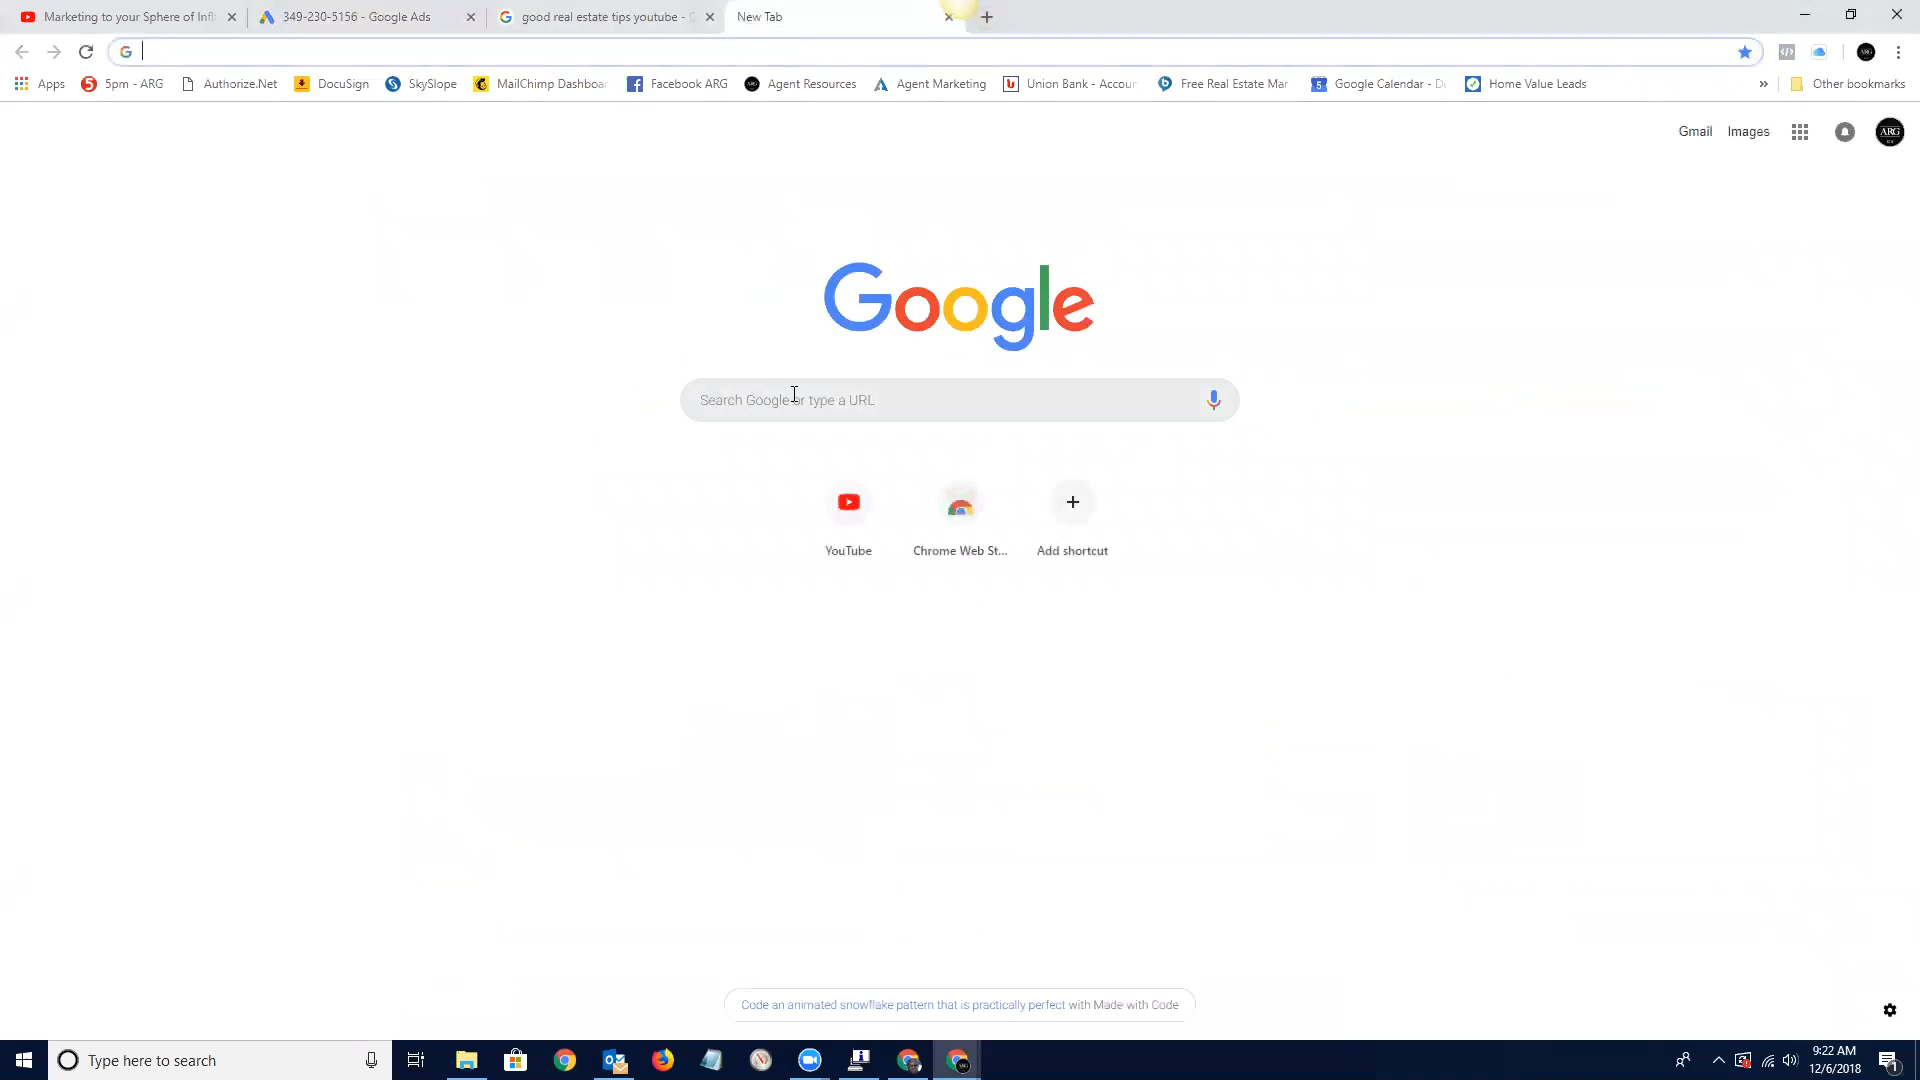 Marketing to your Sphere of Infl
349-230-5156 - Google Ads
good real estate tips youtube -
New Tab
Apps
5pm - ARG
Authorize.Net
DocuSign
SkySlope
MailChimp Dashboar
Facebook ARG
Agent Resources
Agent Marketing
Union Bank - Accour
Free Real Estate Mar
Google Calendar - De
Home Value Leads
»
Other bookmarks
Gmail
Images
ARG
Google
Search Google or type a URL
YouTube
Chrome Web St...
Add shortcut
Code an animated snowflake pattern that is practically perfect with Made with Code
Type here to search
9:22 AM
12/6/2018